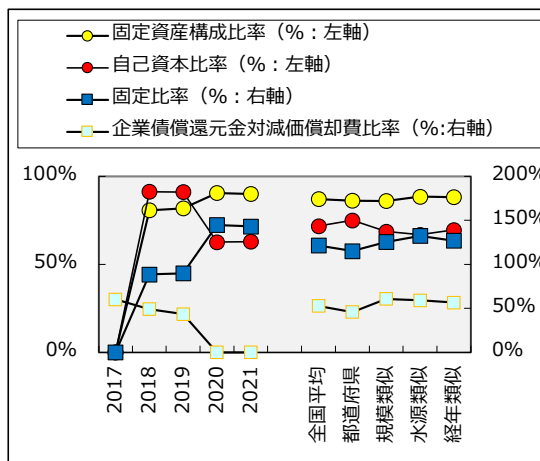 固定資産構成比率（%：左軸）
自己資本比率（%：左軸）
固定比率（%：右軸）
企業債償還元金対減価償却費比率（%:右軸）
100%
50%
0%
200%
150%
100%
50%
0%
2017
2018
2019
2020
2021
全国平均
都道府県
規模類似
水源類似
経年類似